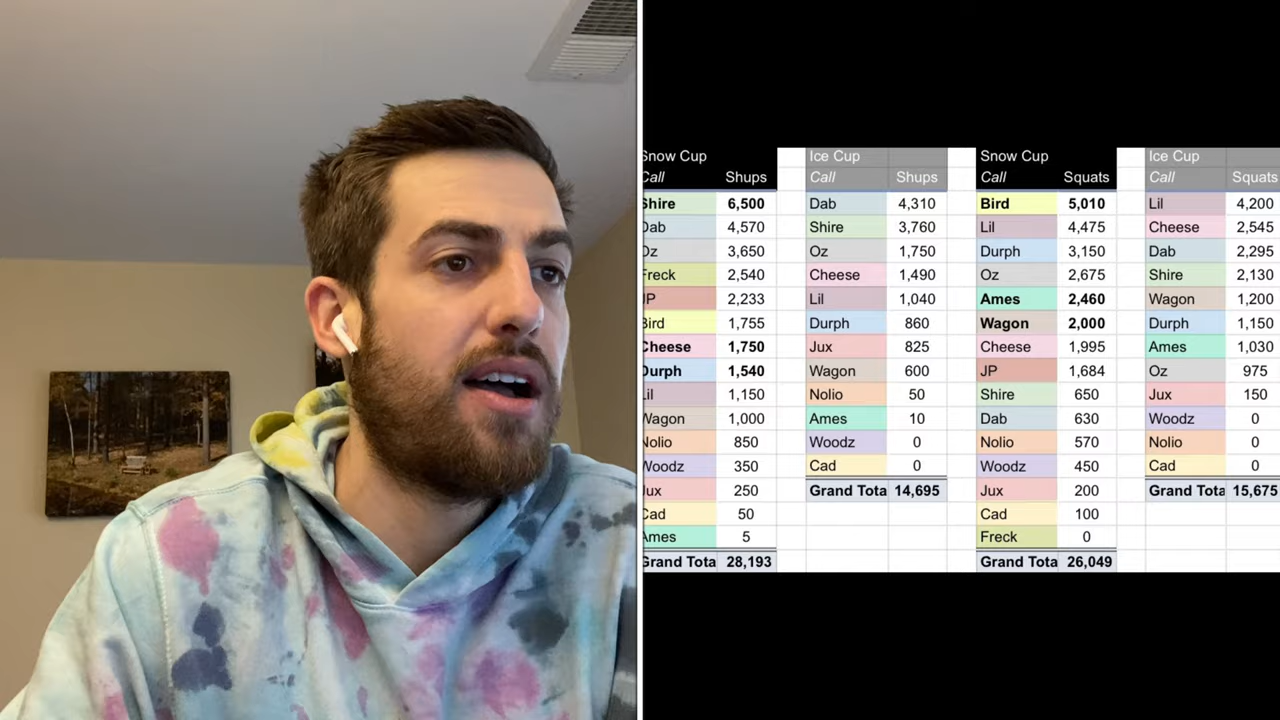 Snow Cup Ice Cup Snow Cup Ice Cup
Call Shups Call Shups Call Squats Call Squats
Shire 6,500 Dab 4,310 Bird 5,010 Lil 4,200
Dab 4,570 Shire 3,760 Lil 4,475 Cheese 2,545
Oz 3,650 Oz 1,750 Durph 3,150 Dab 2,295
Freck 2,540 Cheese 1,490 Oz 2,675 Shire 2,130
JP 2,233 Lil 1,040 Ames 2,460 Wagon 1,200
Bird 1,755 Durph 860 Wagon 2,000 Durph 1,150
Cheese 1,750 Jux 825 Cheese 1,995 Ames 1,030
Durph 1,540 Wagon 600 JP 1,684 Oz 975
Lil 1,150 Nolio 50 Shire 650 Jux 150
Wagon 1,000 Ames 10 Dab 630 Woodz 0
Nolio 850 Woodz 0 Nolio 570 Nolio 0
Woodz 350 Cad 0 Woodz 450 Cad 0
Jux 250 Grand Tota 14,695 Jux 200 Grand Tota 15,675
Cad 50 Cad 100
Ames 5 Freck 0
Grand Tota 28,193 Grand Tota 26,049